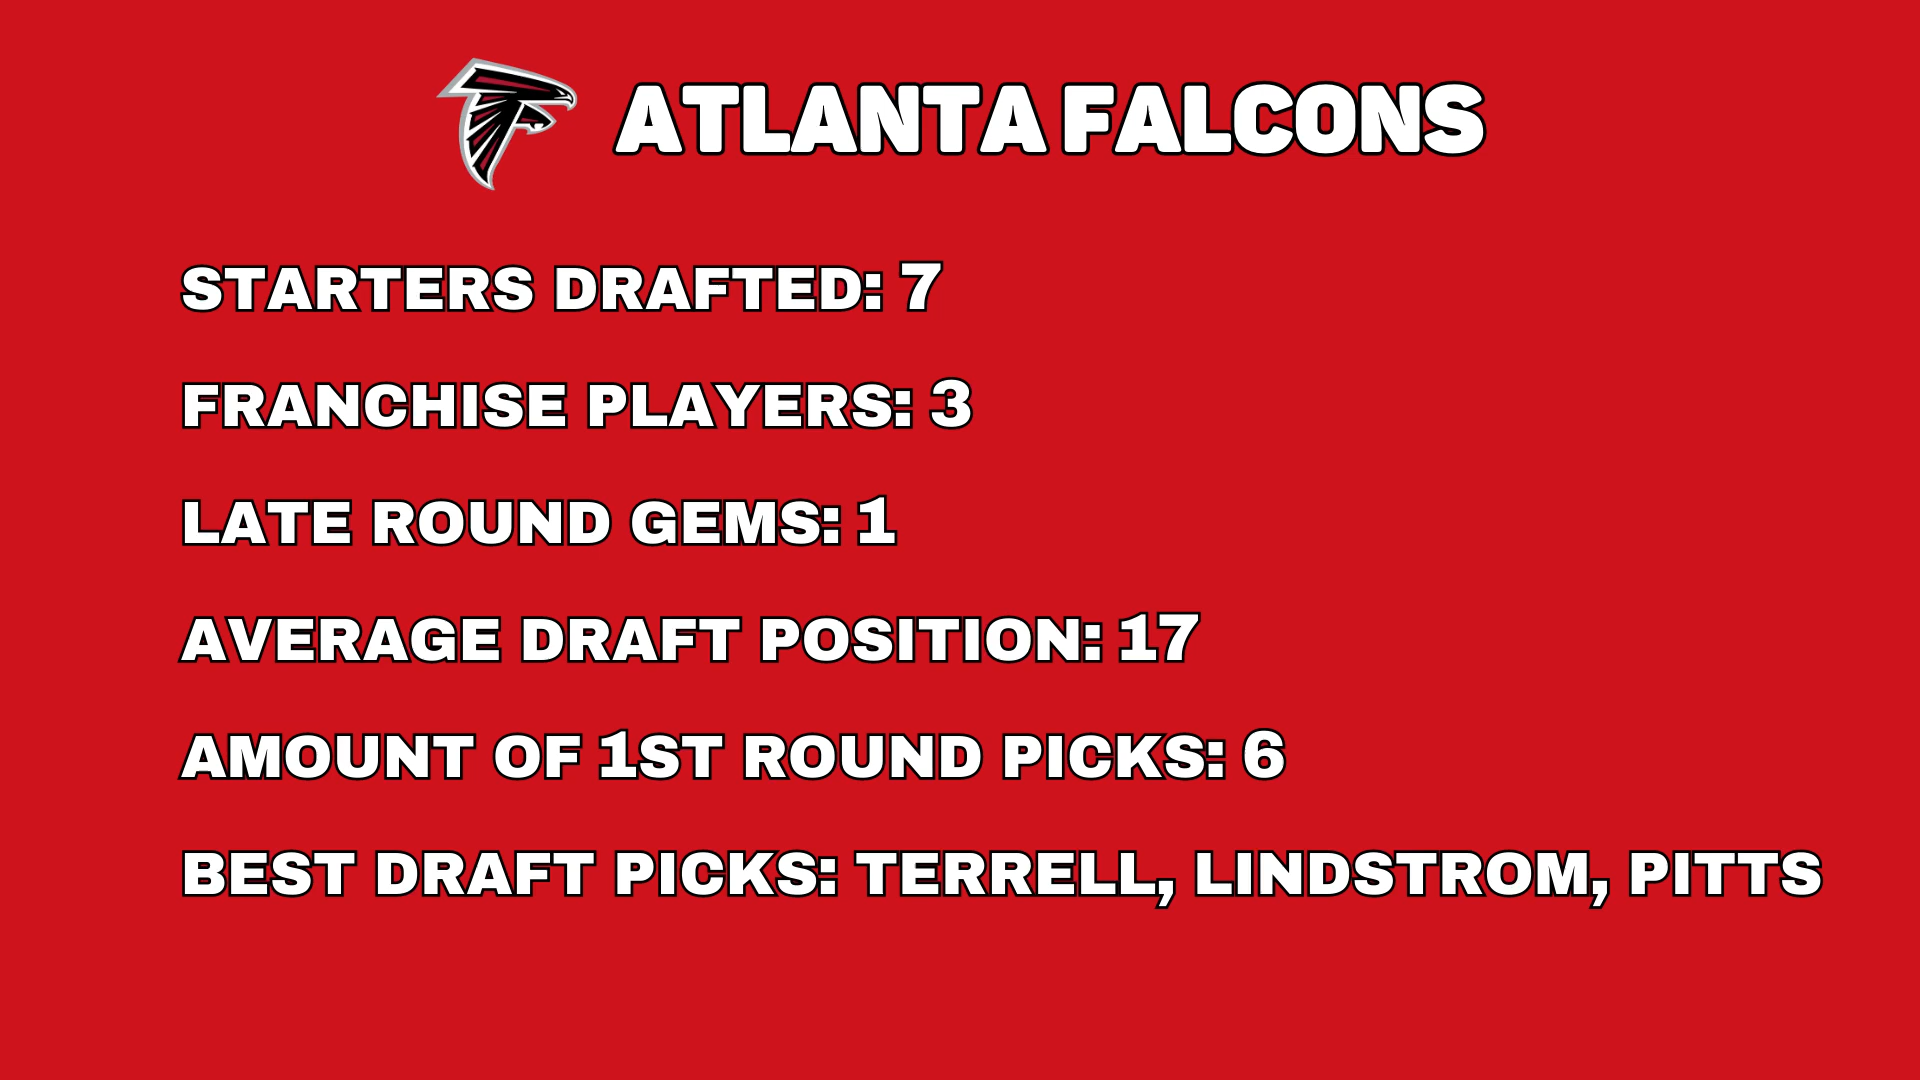 ATLANTA FALCONS
STARTERS DRAFTED: 7
FRANCHISE PLAYERS: 3
LATE ROUND GEMS: 1
AVERAGE DRAFT POSITION: 17
AMOUNT OF 1ST ROUND PICKS: 6
BEST DRAFT PICKS: TERRELL, LINDSTROM, PITTS